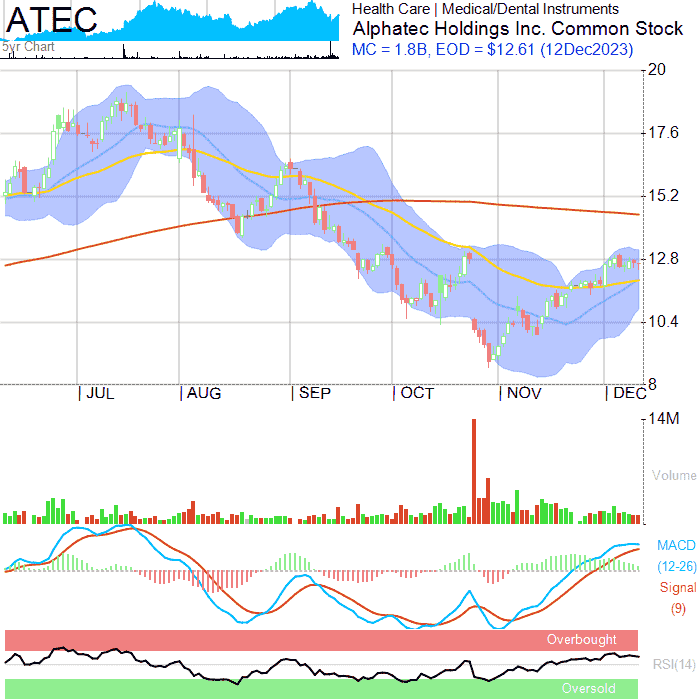 ATEC
5yr Chart
Health Care | Medical/Dental Instruments
Alphatec Holdings Inc. Common Stock
MC = 1.8B, EOD = $12.61 (12Dec2023)
20
17.6
15.2
12.8
10.4
8
JUL AUG SEP OCT NOV DEC
14M
Volume
MACD
(12-26)
Signal
(9)
Overbought
RSI(14)
Oversold